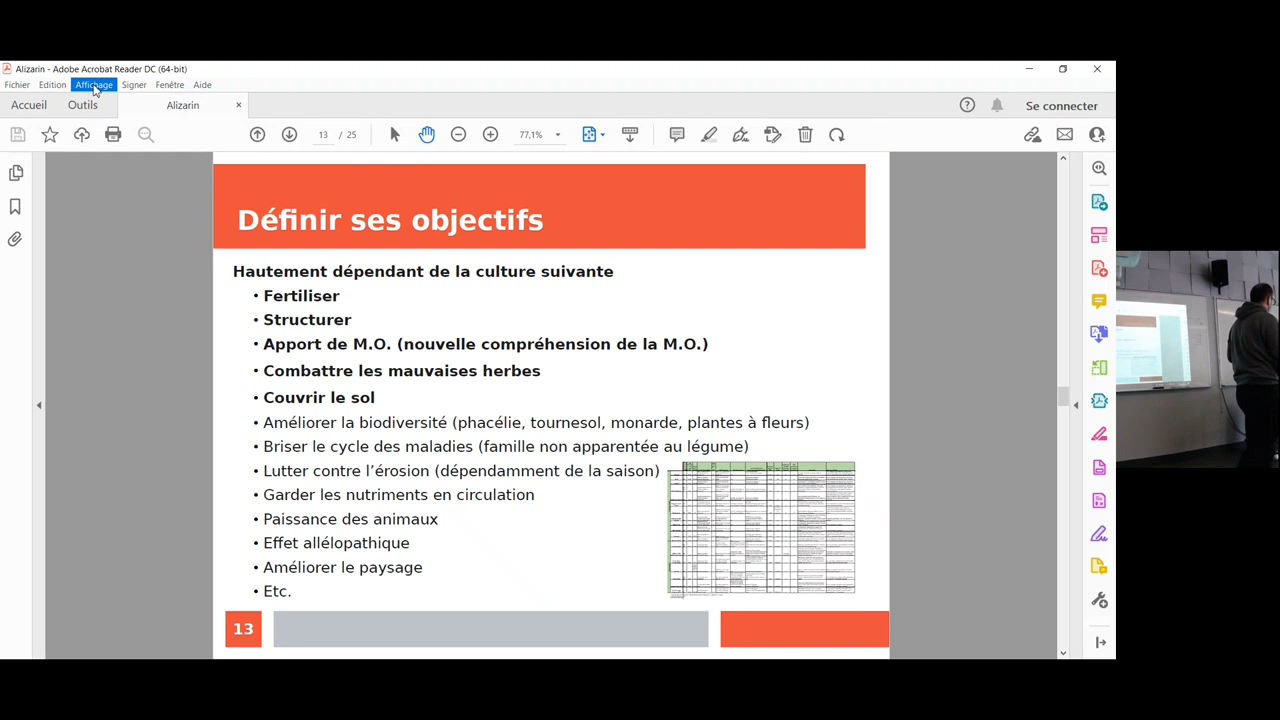 Alizarin - Adobe Acrobat Reader DC (64-bit)
Fichier Edition Affichage Signer Fenêtre Aide
Accueil Outils Alizarin × Se connecter
13 / 25 77,1%
Définir ses objectifs
Hautement dépendant de la culture suivante
• Fertiliser
• Structurer
• Apport de M.O. (nouvelle compréhension de la M.O.)
• Combattre les mauvaises herbes
• Couvrir le sol
• Améliorer la biodiversité (phacélie, tournesol, monarde, plantes à fleurs)
• Briser le cycle des maladies (famille non apparentée au légume)
• Lutter contre l’érosion (dépendamment de la saison)
• Garder les nutriments en circulation
• Paissance des animaux
• Effet allélopathique
• Améliorer le paysage
• Etc.
13